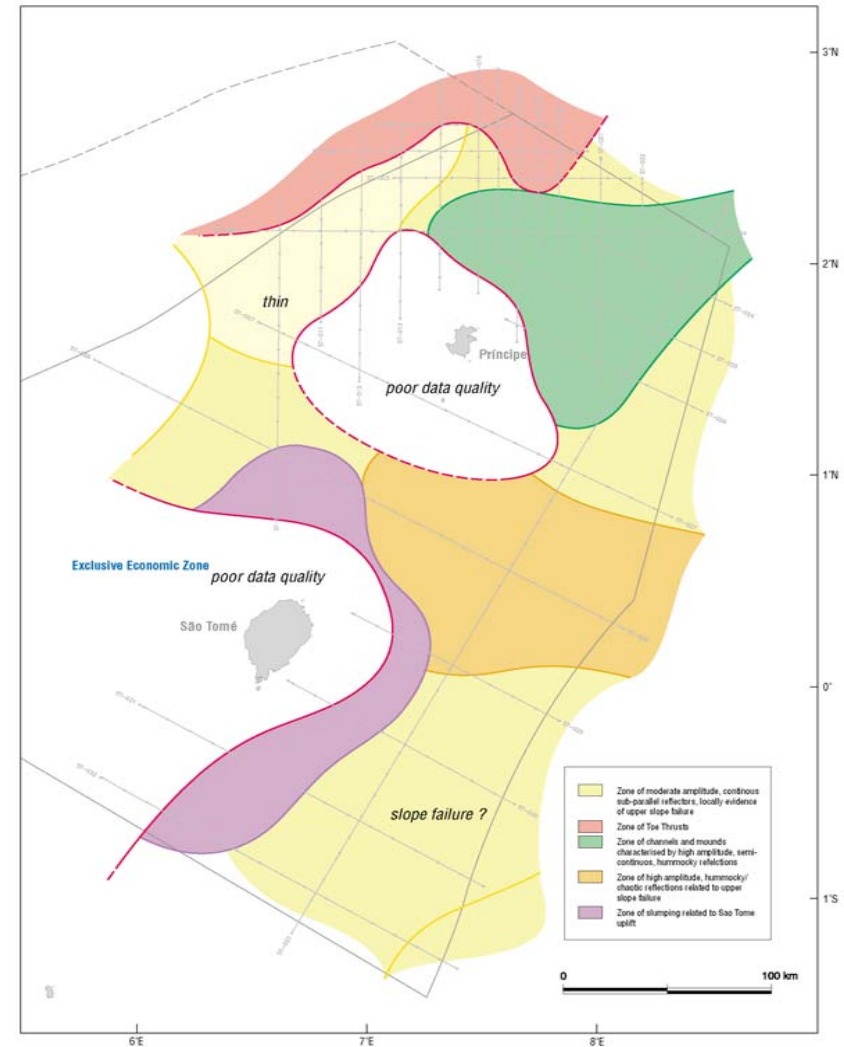 3°N
2°N
thin
Príncipe
poor data quality
1°N
Exclusive Economic Zone
poor data quality
São Tomé
0°
slope failure ?
Zone of moderate amplitude, continous
sub-parallel reflectors, locally evidence
of upper slope failure
Zone of Toe Thrusts
Zone of channels and mounds
characterised by high amplitude, semi-
continuos, hummocky refelctions
Zone of high amplitude, hummocky/
chaotic reflections related to upper
slope failure
Zone of slumping related to Sao Tome
uplift
1°S
0
100 km
6°E
7°E
8°E